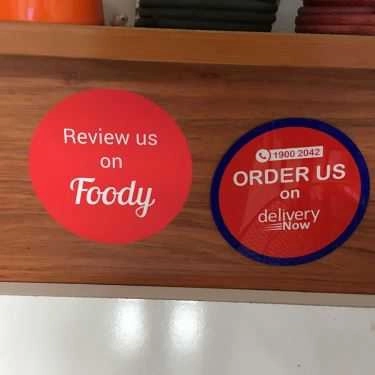 Review us
on
Foody
1900 2042
ORDER US
on
delivery
Now